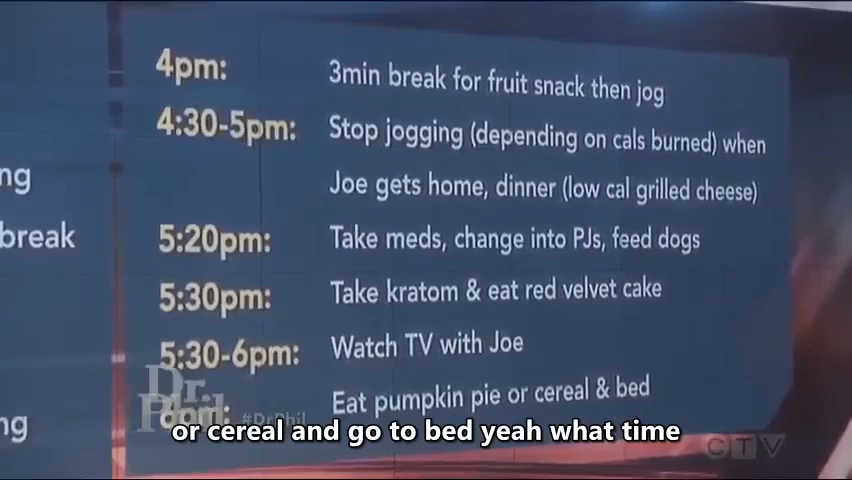 4pm: 3min break for fruit snack then jog
4:30-5pm: Stop jogging (depending on cals burned) when
ng
Joe gets home, dinner (low cal grilled cheese)
break
5:20pm: Take meds, change into PJs, feed dogs
5:30pm: Take kratom & eat red velvet cake
5:30-6pm: Watch TV with Joe
6pm: Eat pumpkin pie or cereal & bed
ng
Dr. Phil #DrPhil
or cereal and go to bed yeah what time
CTV